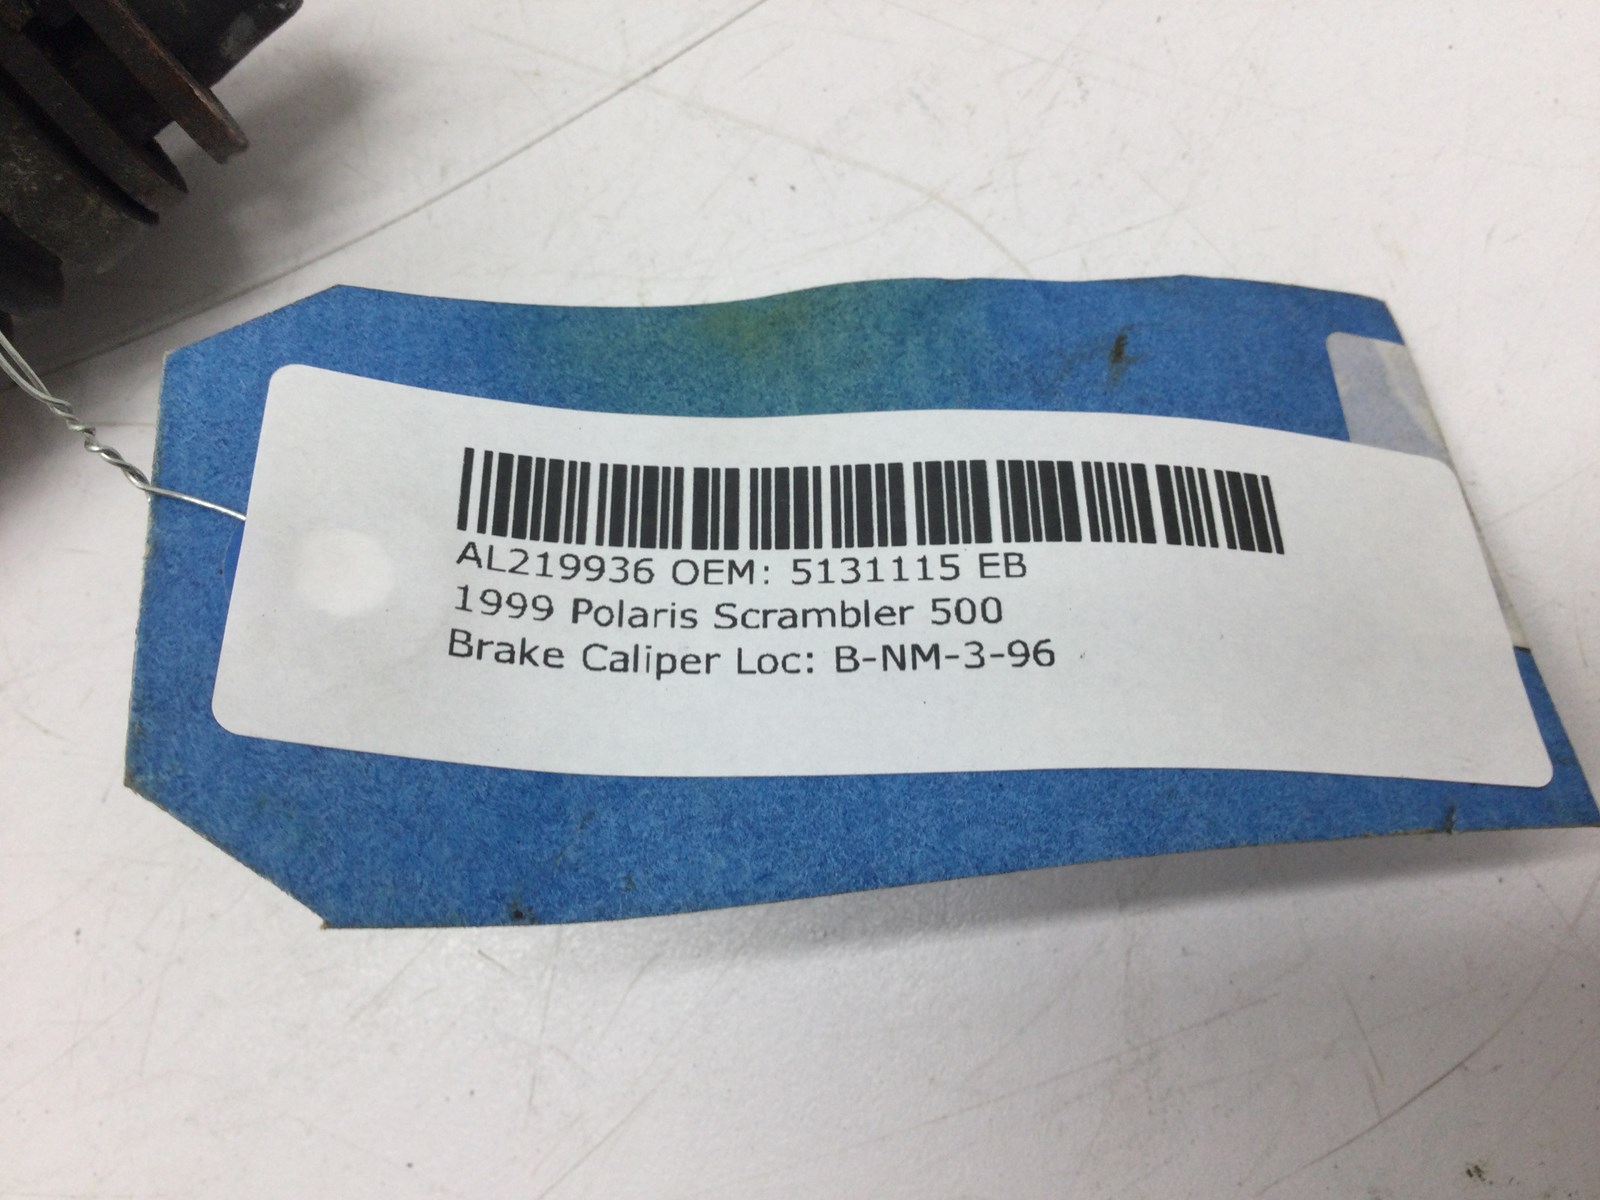 AL219936 OEM: 5131115 EB
1999 Polaris Scrambler 500
Brake Caliper Loc: B-NM-3-96